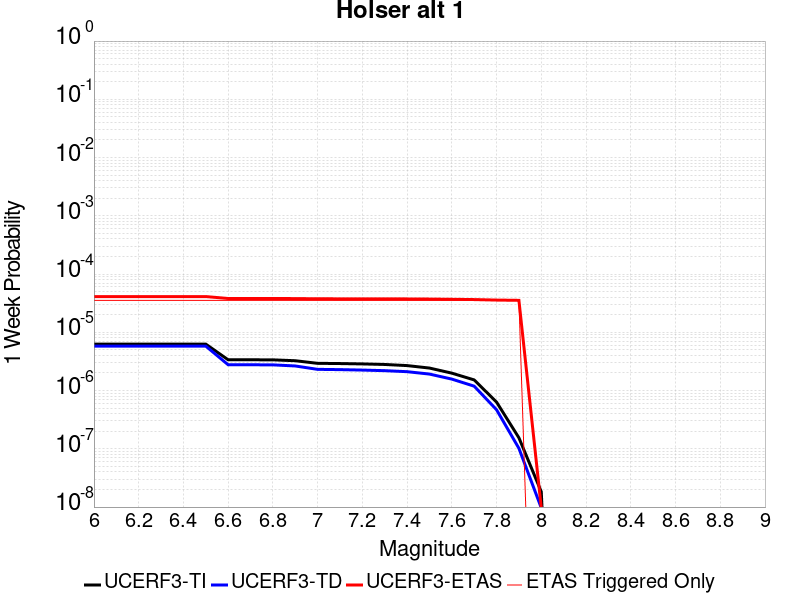 Holser alt 1
1 Week Probability
10^0
10^-1
10^-2
10^-3
10^-4
10^-5
10^-6
10^-7
10^-8
6 6.2 6.4 6.6 6.8 7 7.2 7.4 7.6 7.8 8 8.2 8.4 8.6 8.8 9
Magnitude
UCERF3-TI UCERF3-TD UCERF3-ETAS ETAS Triggered Only